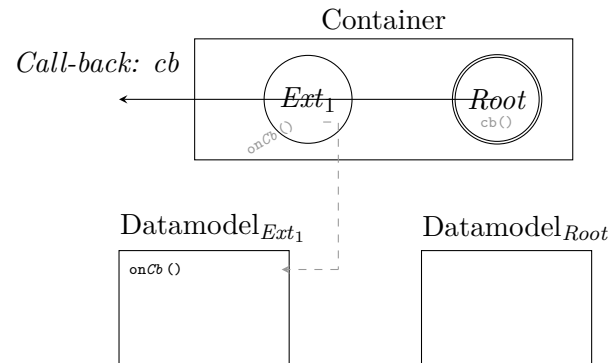 Container
Call-back: cb
Ext₁
Root
cb()
onCb()
Datamodel_Ext₁
Datamodel_Root
onCb ()